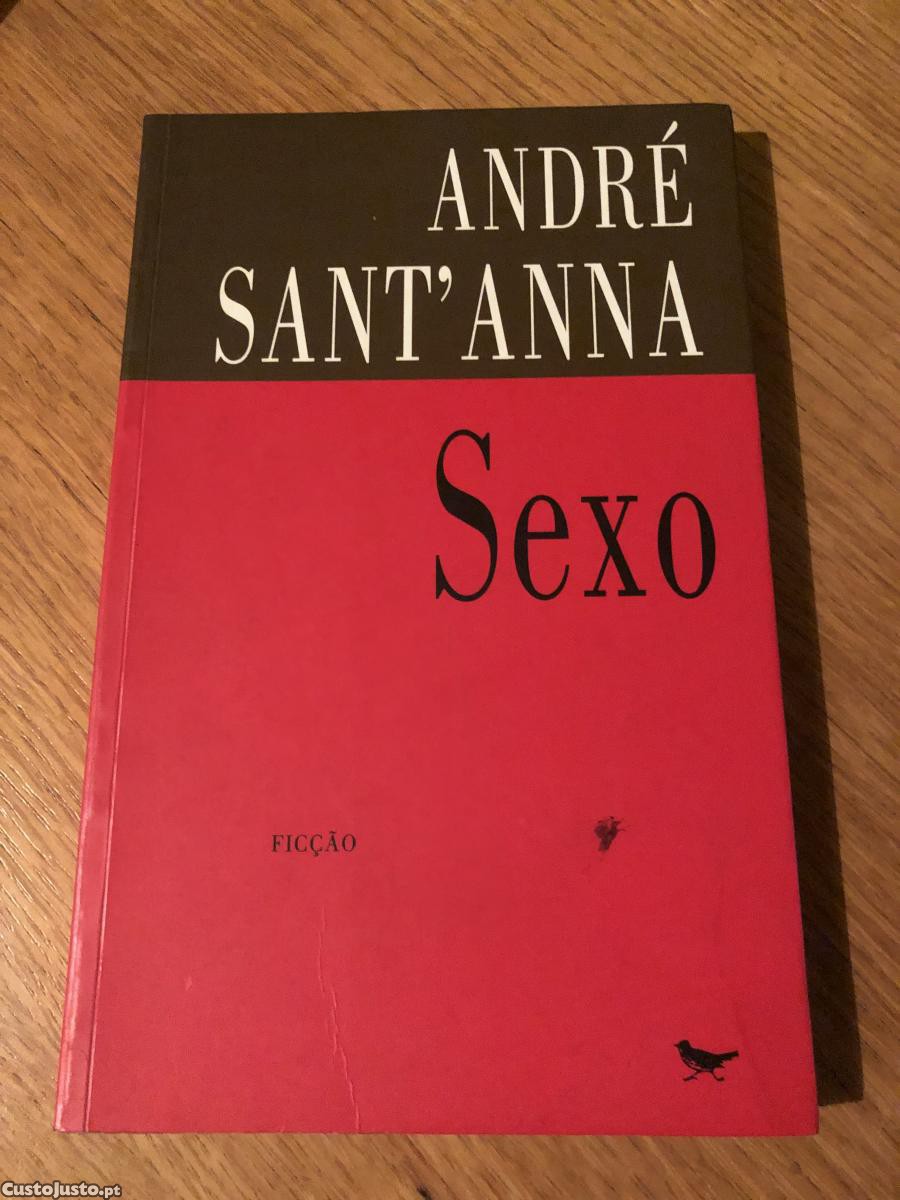 ANDRÉ
SANT’ANNA
Sexo
FICÇÃO
CustoJusto.pt